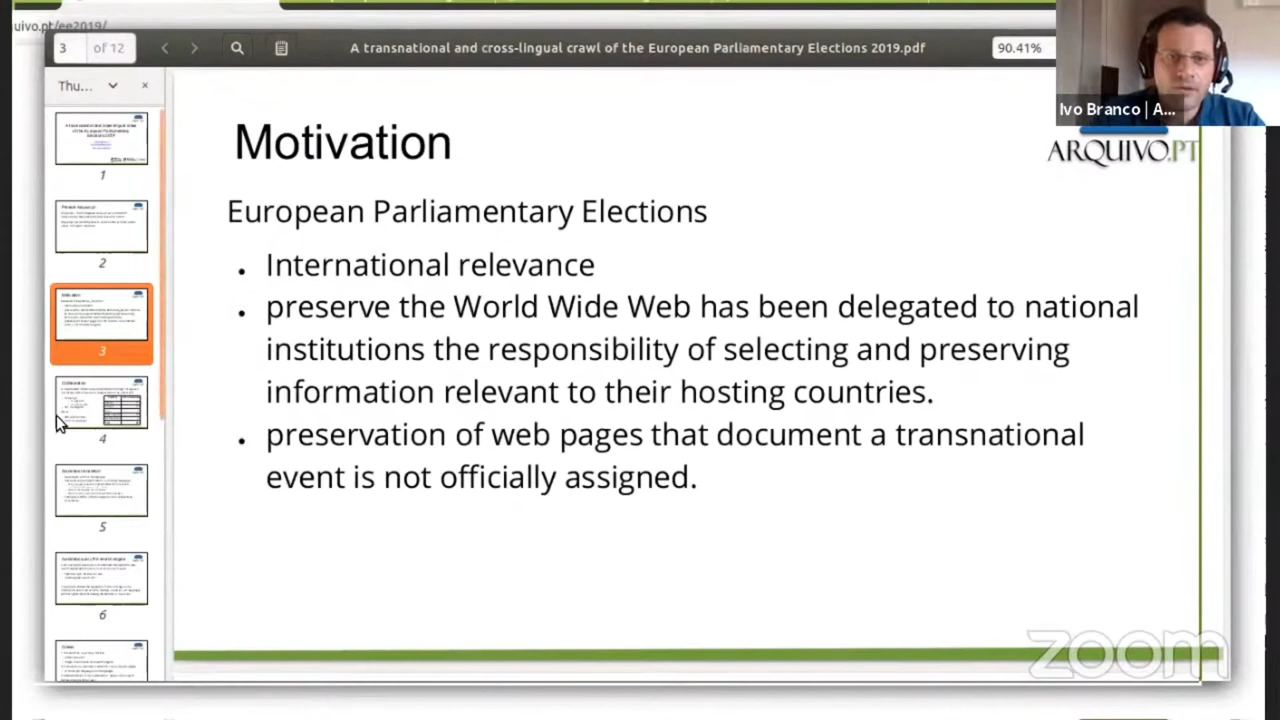 uivo.pt/ee2019/
3 of 12
A transnational and cross-lingual crawl of the European Parliamentary Elections 2019.pdf
90.41%
Ivo Branco | A...
Thu...
1
2
3
4
5
6
Motivation
ARQUIVO.PT
European Parliamentary Elections
• International relevance
• preserve the World Wide Web has been delegated to national
institutions the responsibility of selecting and preserving
information relevant to their hosting countries.
• preservation of web pages that document a transnational
event is not officially assigned.
zoom